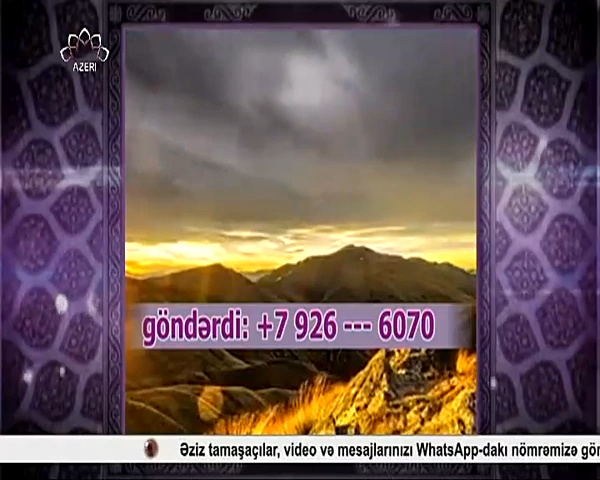 AZERI
göndərdi: +7 926 --- 6070
Əziz tamaşaçılar, video və mesajlarınızı WhatsApp-dakı nömrəmizə gön